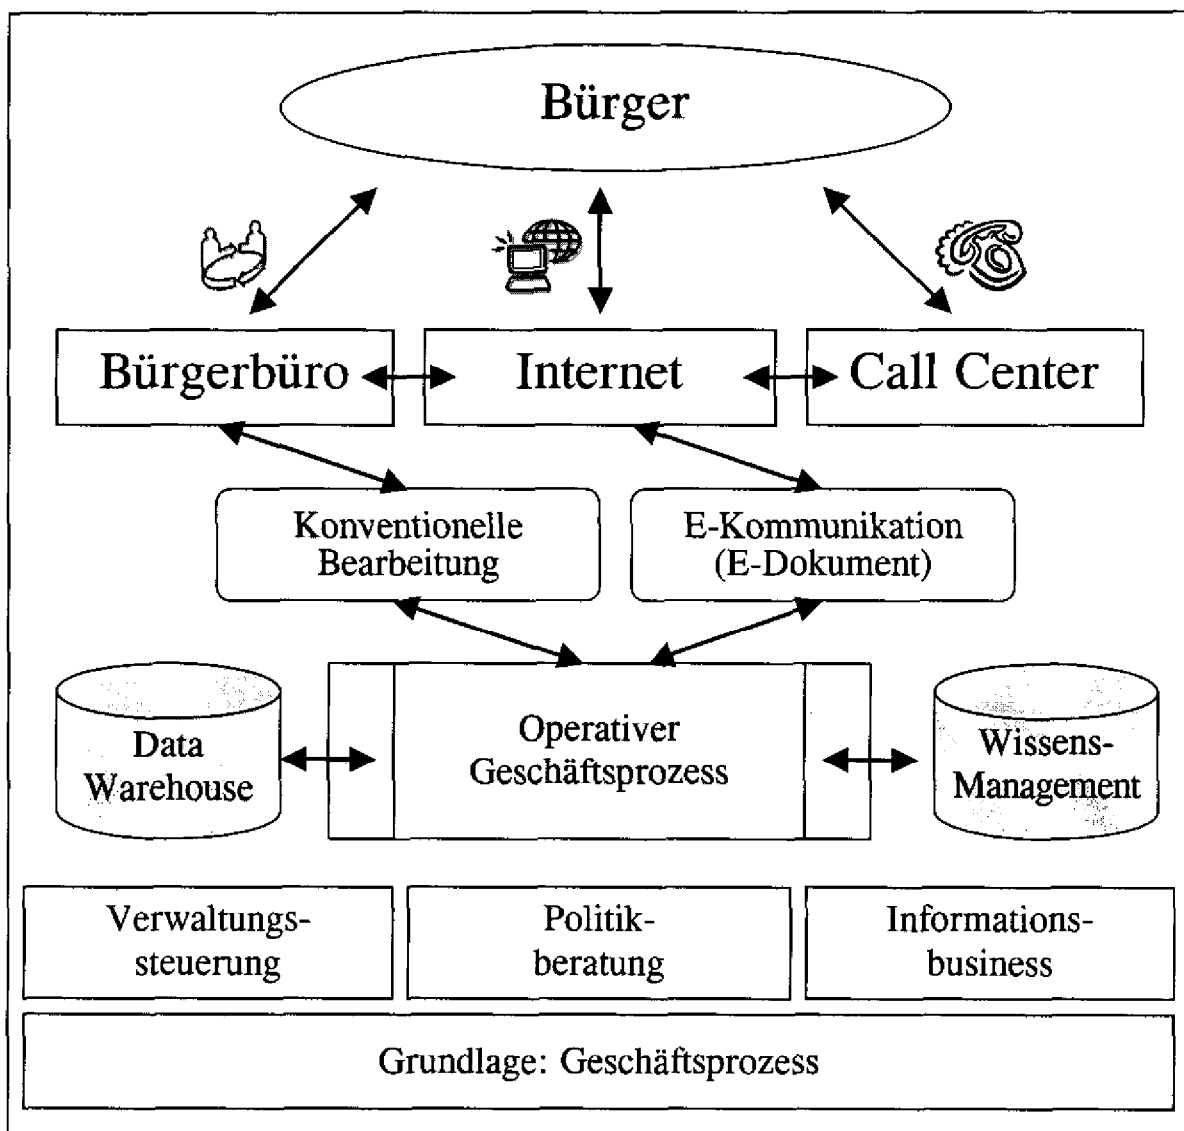 Bürger
Bürgerbüro
Internet
Call Center
Konventionelle
Bearbeitung
E-Kommunikation
(E-Dokument)
Data
Warehouse
Operativer
Geschäftsprozess
Wissens-
Management
Verwaltungs-
steuerung
Politik-
beratung
Informations-
business
Grundlage: Geschäftsprozess